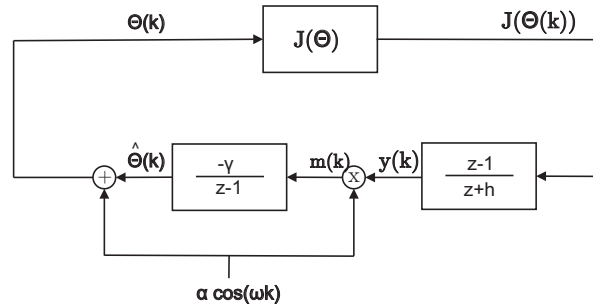 Θ(k)
J(Θ)
J(Θ(k))
Θ̂(k)
-γ
z-1
m(k)
y(k)
z-1
z+h
+
x
α cos(ωk)